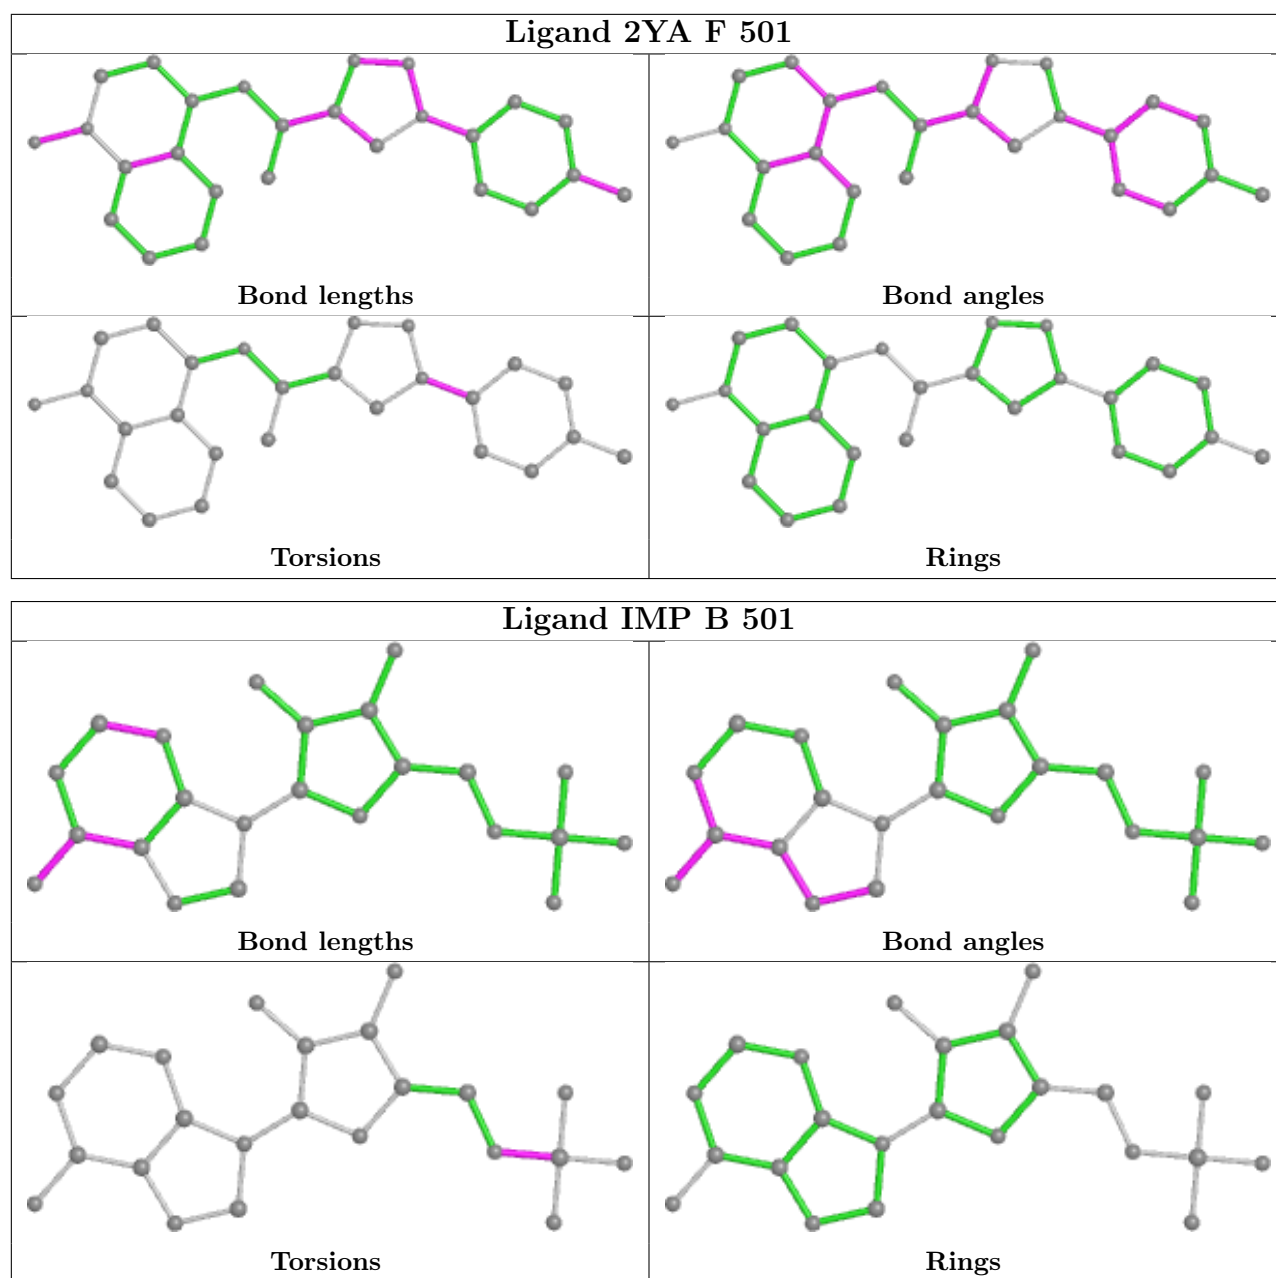 Ligand 2YA F 501
Bond lengths
Bond angles
Torsions
Rings
Ligand IMP B 501
Bond lengths
Bond angles
Torsions
Rings